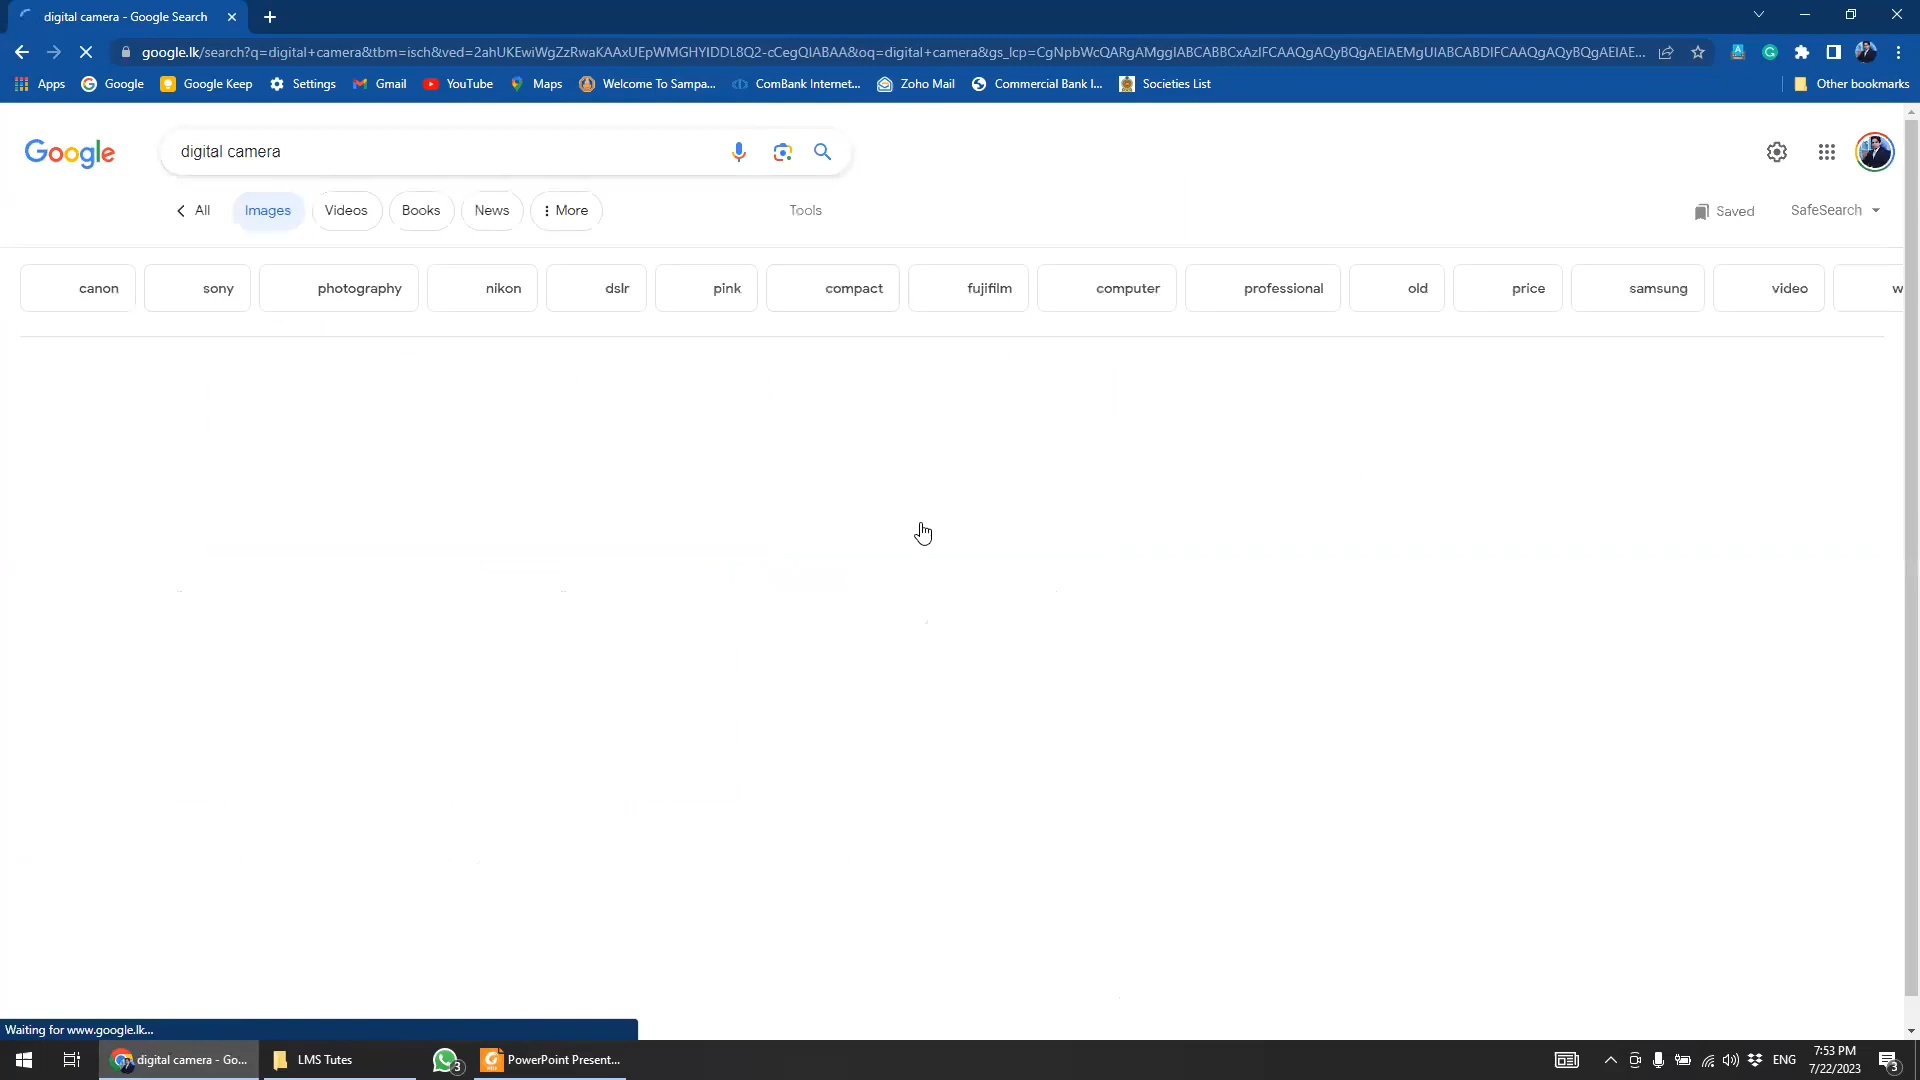 digital camera - Google Search
google.lk/search?q=digital+camera&tbm=isch&ved=2ahUKEwiWgZzRwaKAAxUEpWMGHYIDDL8Q2-cCegQIABAA&oq=digital+camera&gs_lcp=CgNpbWcQARgAMggIABCABBCxAzIFCAAQgAQyBQgAEIAEMgUIABCABDIFCAAQgAQyBQgAEIAE...
Apps Google Google Keep Settings Gmail YouTube Maps Welcome To Sampa... ComBank Internet... Zoho Mail Commercial Bank I... Societies List Other bookmarks
Google digital camera
All Images Videos Books News More Tools Saved SafeSearch
canon sony photography nikon dslr pink compact fujifilm computer professional old price samsung video w
Waiting for www.google.lk...
digital camera - Go... LMS Tutes 3 PowerPoint Present... ENG 7:53 PM
7/22/2023 3